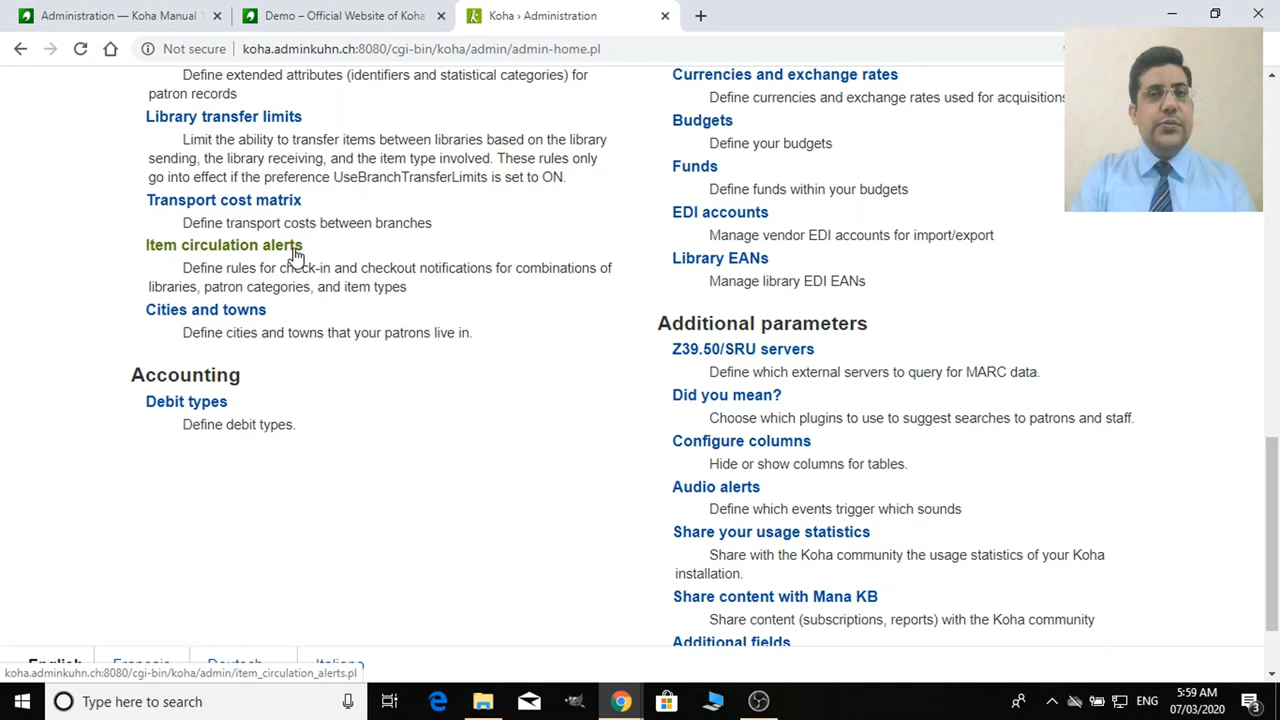 Administration — Koha Manual
Demo – Official Website of Koha
Koha › Administration
Not secure
koha.adminkuhn.ch:8080/cgi-bin/koha/admin/admin-home.pl
Define extended attributes (identifiers and statistical categories) for
patron records
Library transfer limits
Limit the ability to transfer items between libraries based on the library
sending, the library receiving, and the item type involved. These rules only
go into effect if the preference UseBranchTransferLimits is set to ON.
Transport cost matrix
Define transport costs between branches
Item circulation alerts
Define rules for check-in and checkout notifications for combinations of
libraries, patron categories, and item types
Cities and towns
Define cities and towns that your patrons live in.
Accounting
Debit types
Define debit types.
Currencies and exchange rates
Define currencies and exchange rates used for acquisitions
Budgets
Define your budgets
Funds
Define funds within your budgets
EDI accounts
Manage vendor EDI accounts for import/export
Library EANs
Manage library EDI EANs
Additional parameters
Z39.50/SRU servers
Define which external servers to query for MARC data.
Did you mean?
Choose which plugins to use to suggest searches to patrons and staff.
Configure columns
Hide or show columns for tables.
Audio alerts
Define which events trigger which sounds
Share your usage statistics
Share with the Koha community the usage statistics of your Koha
installation.
Share content with Mana KB
Share content (subscriptions, reports) with the Koha community
Additional fields
English
Français
Deutsch
Italiano
koha.adminkuhn.ch:8080/cgi-bin/koha/admin/item_circulation_alerts.pl
Type here to search
ENG
5:59 AM
07/03/2020
3